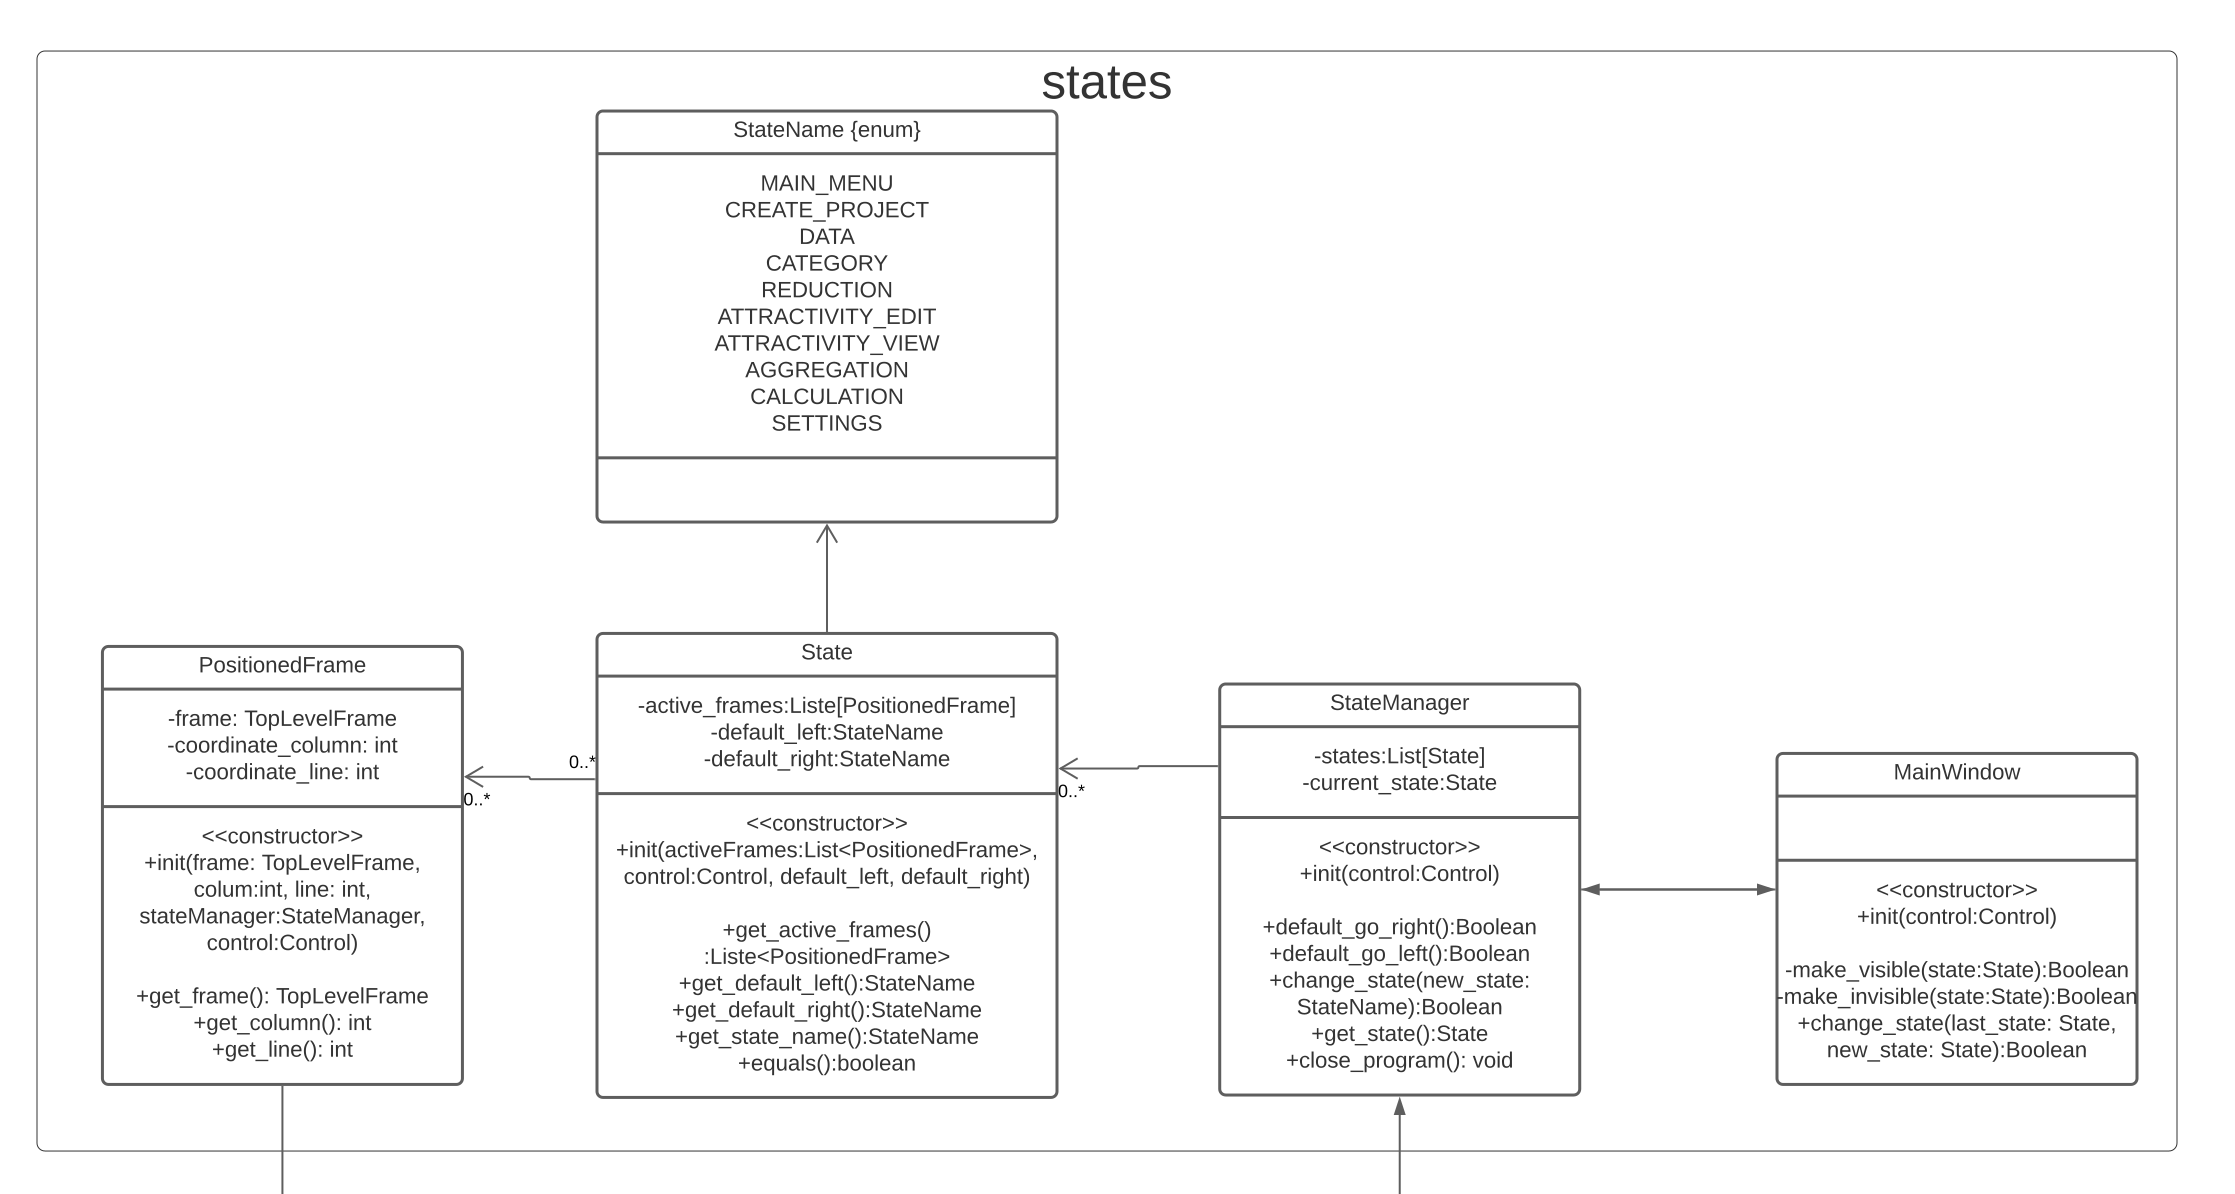 states
StateName {enum}
MAIN_MENU
CREATE_PROJECT
DATA
CATEGORY
REDUCTION
ATTRACTIVITY_EDIT
ATTRACTIVITY_VIEW
AGGREGATION
CALCULATION
SETTINGS
PositionedFrame
-frame: TopLevelFrame
-coordinate_column: int
-coordinate_line: int
<<constructor>>
+init(frame: TopLevelFrame,
colum:int, line: int,
stateManager:StateManager,
control:Control)
+get_frame(): TopLevelFrame
+get_column(): int
+get_line(): int
0..*
0..*
State
-active_frames:Liste[PositionedFrame]
-default_left:StateName
-default_right:StateName
<<constructor>>
+init(activeFrames:List<PositionedFrame>,
control:Control, default_left, default_right)
+get_active_frames()
:Liste<PositionedFrame>
+get_default_left():StateName
+get_default_right():StateName
+get_state_name():StateName
+equals():boolean
0..*
StateManager
-states:List[State]
-current_state:State
<<constructor>>
+init(control:Control)
+default_go_right():Boolean
+default_go_left():Boolean
+change_state(new_state:
StateName):Boolean
+get_state():State
+close_program(): void
MainWindow
<<constructor>>
+init(control:Control)
-make_visible(state:State):Boolean
-make_invisible(state:State):Boolean
+change_state(last_state: State,
new_state: State):Boolean